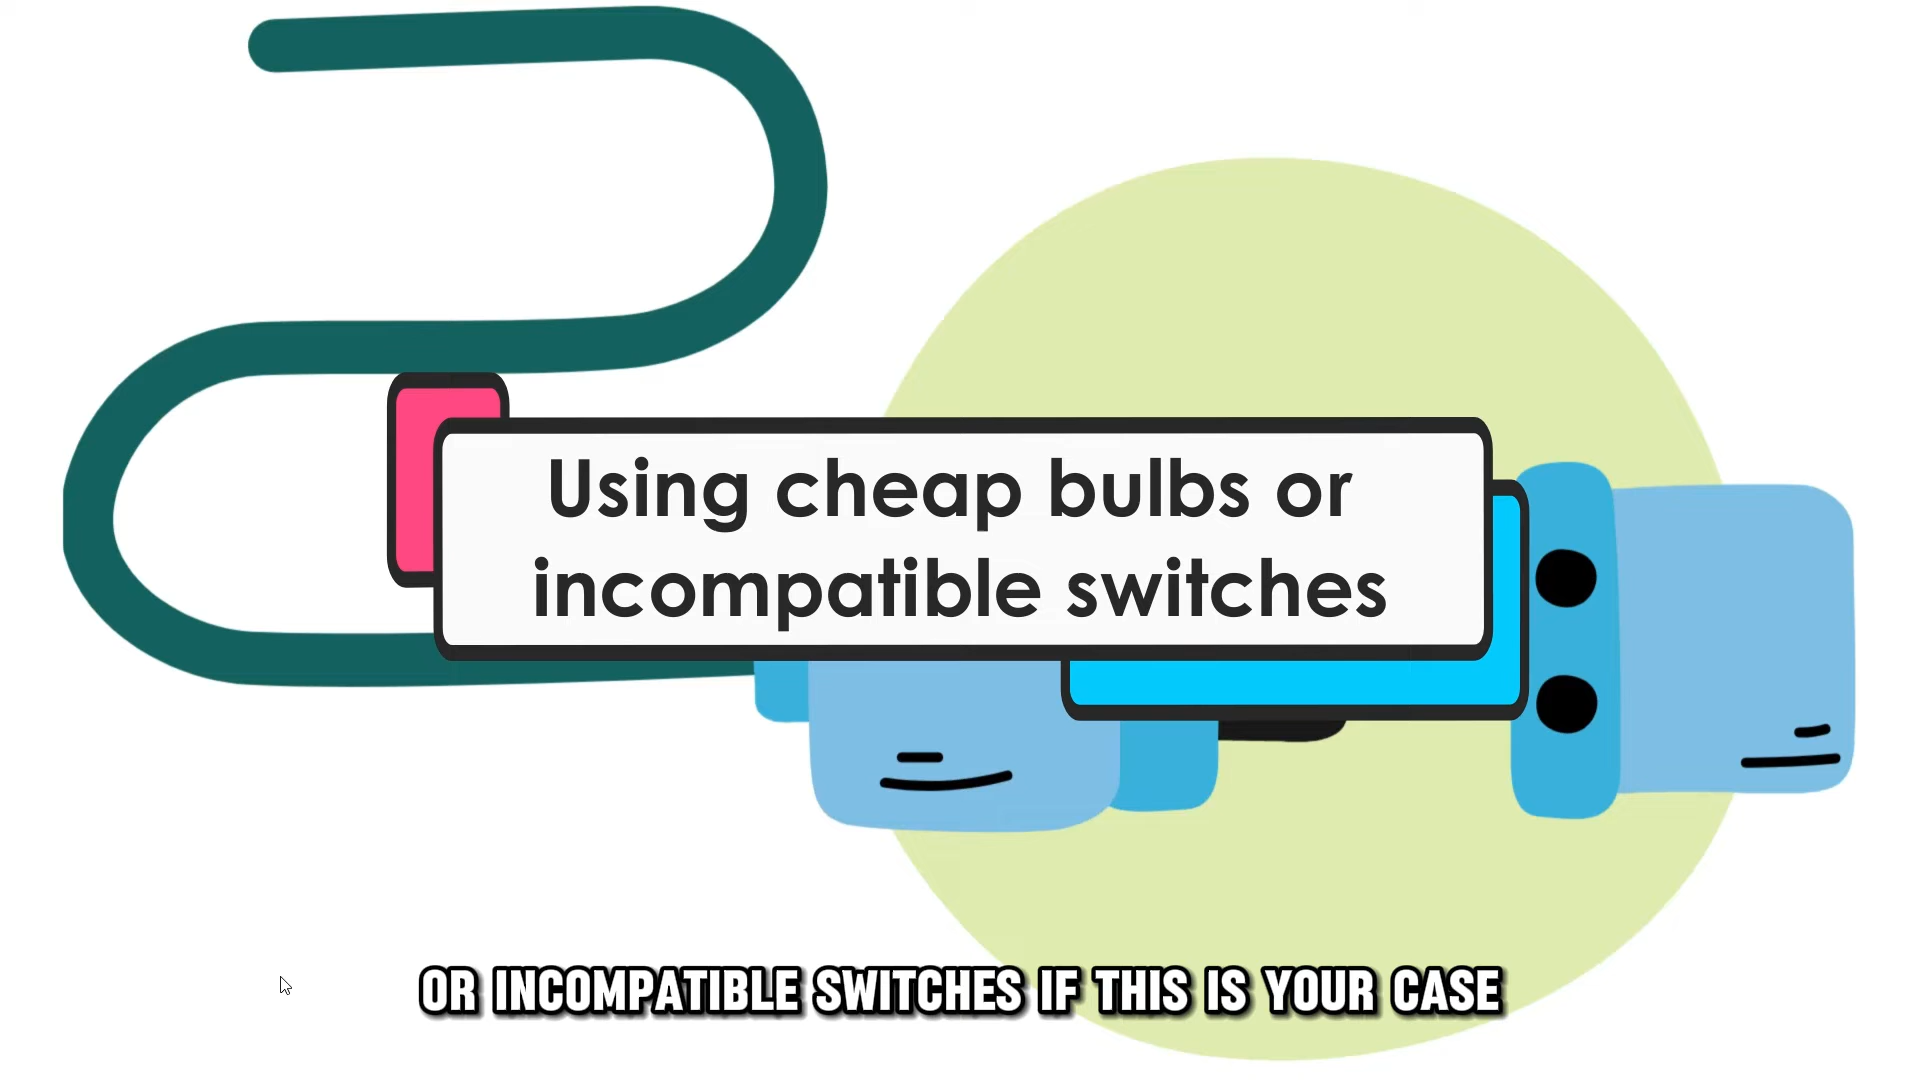 Using cheap bulbs or
incompatible switches
OR INCOMPATIBLE SWITCHES IF THIS IS YOUR CASE